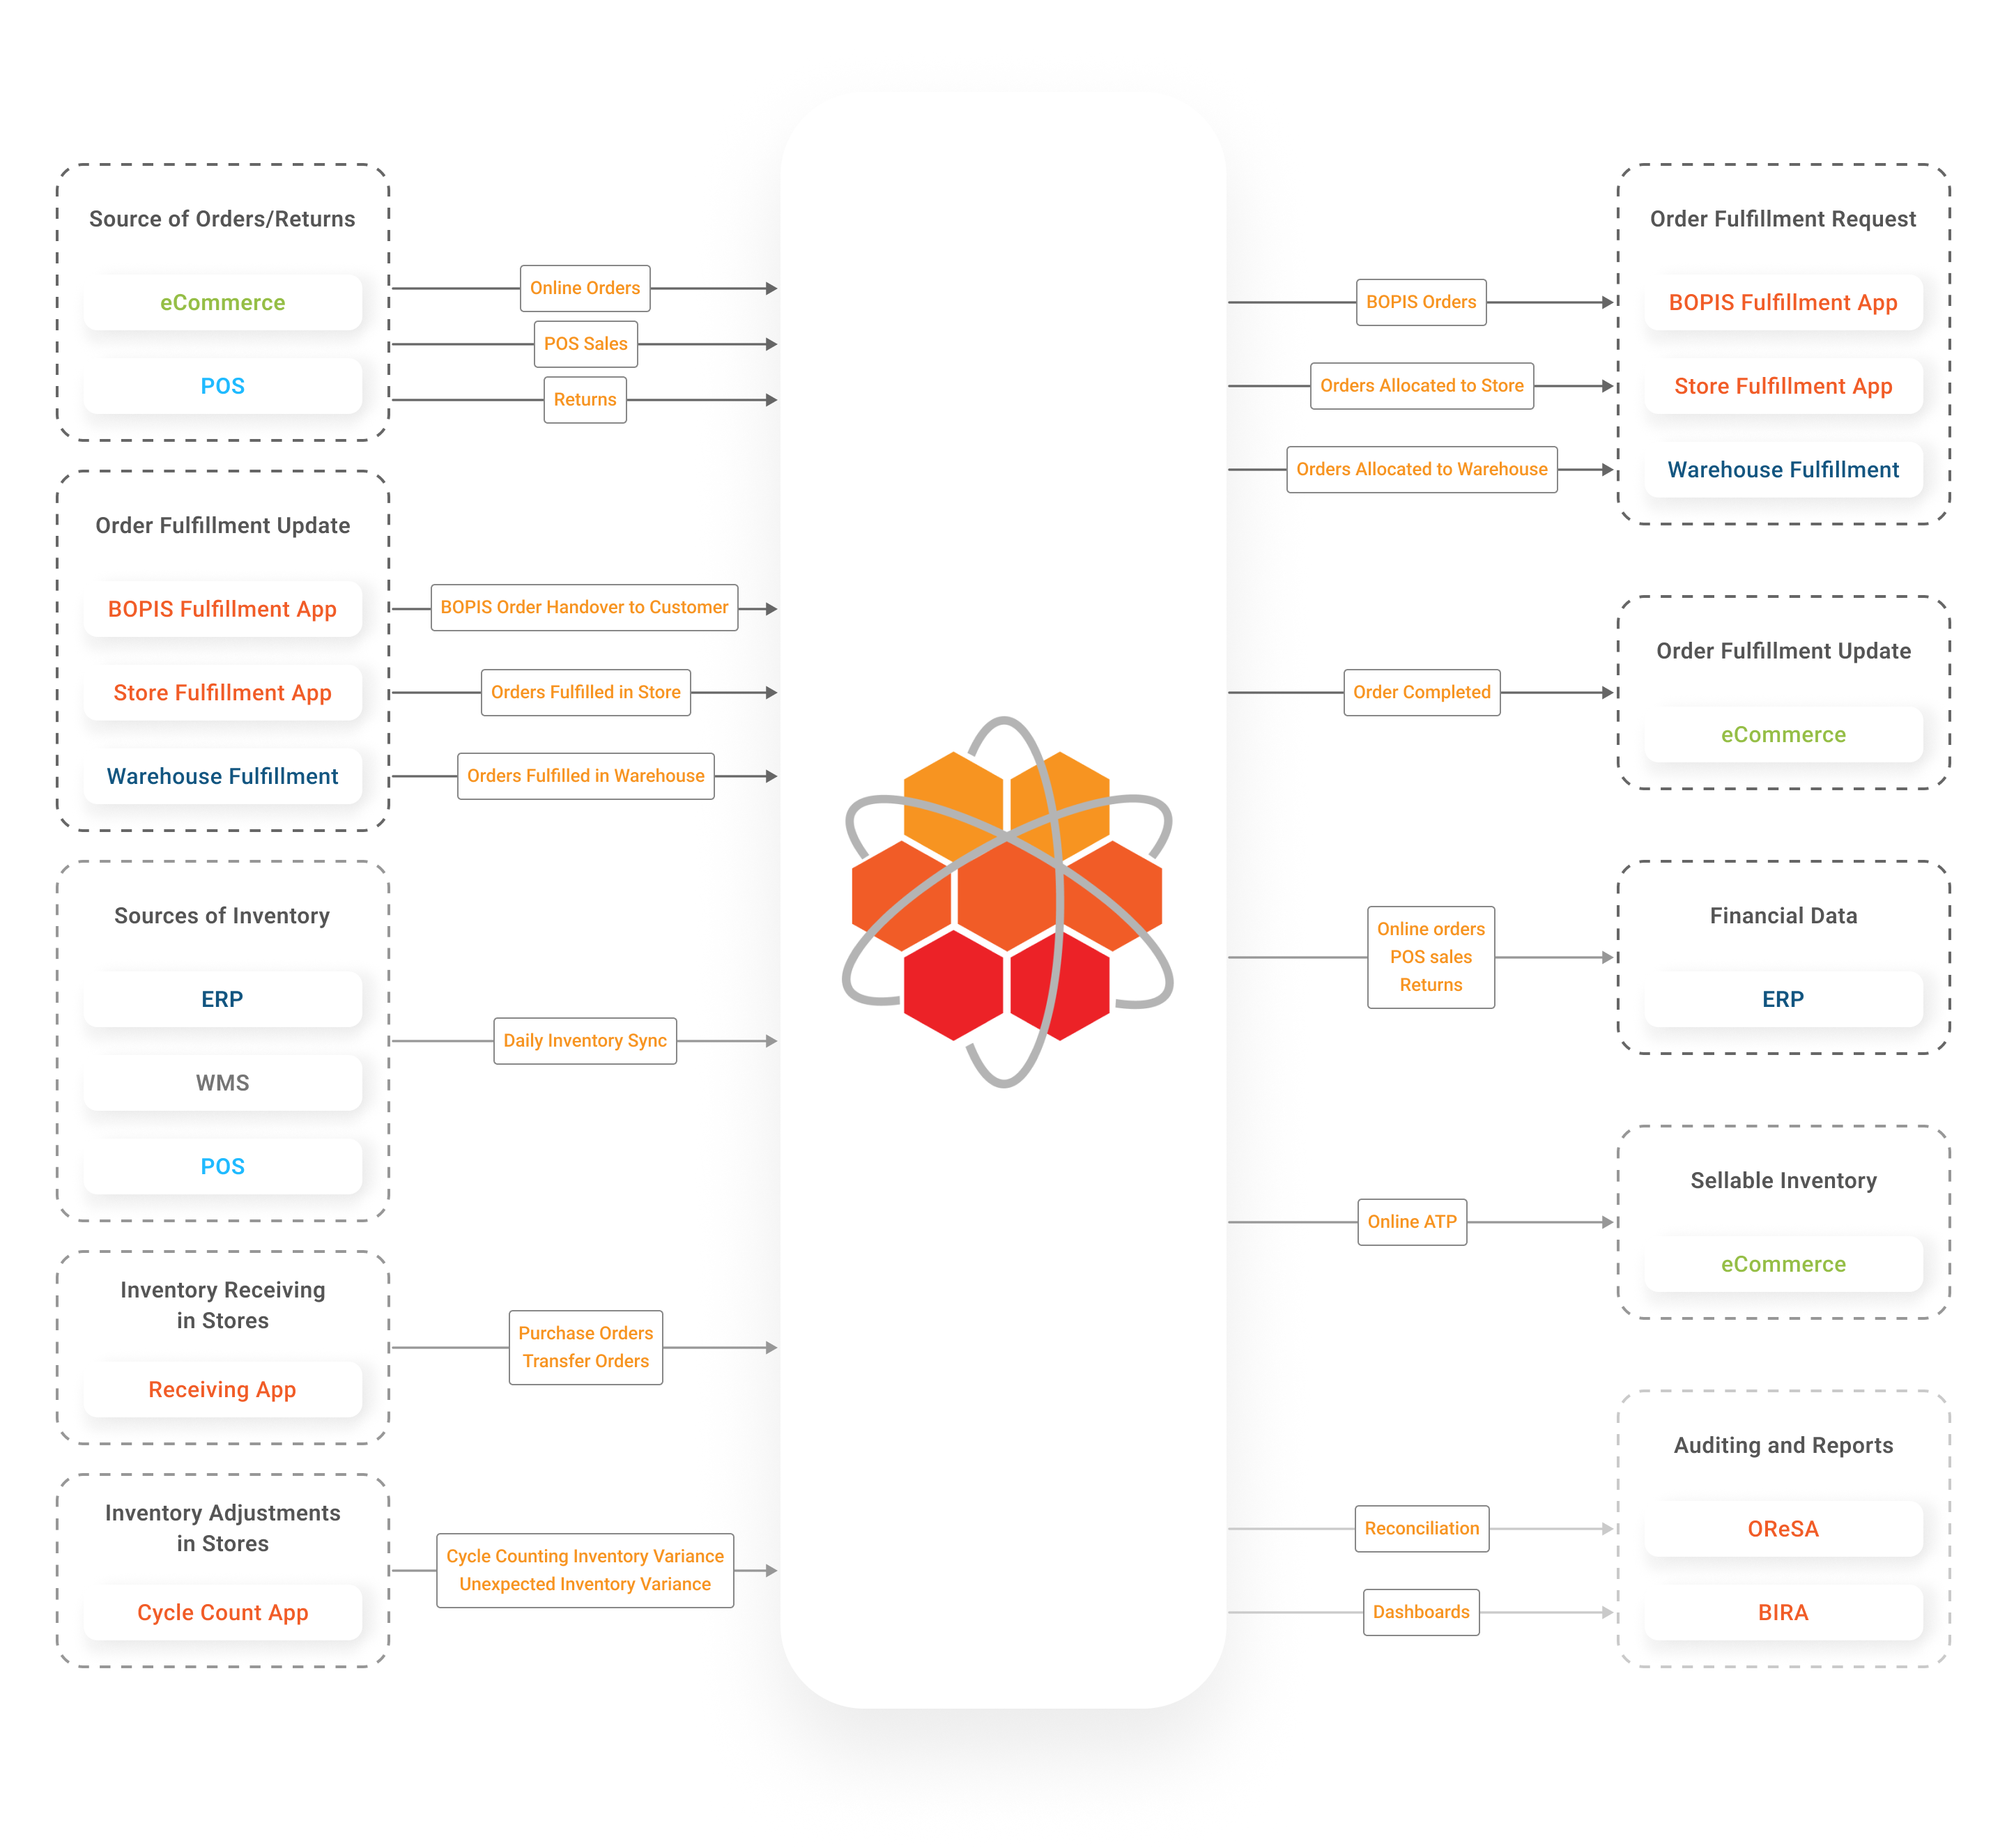 Source of Orders/Returns
eCommerce
POS
Online Orders
POS Sales
Returns
Order Fulfillment Update
BOPIS Fulfillment App
Store Fulfillment App
Warehouse Fulfillment
BOPIS Order Handover to Customer
Orders Fulfilled in Store
Orders Fulfilled in Warehouse
Sources of Inventory
ERP
WMS
POS
Daily Inventory Sync
Inventory Receiving
in Stores
Receiving App
Purchase Orders
Transfer Orders
Inventory Adjustments
in Stores
Cycle Count App
Cycle Counting Inventory Variance
Unexpected Inventory Variance
BOPIS Orders
Orders Allocated to Store
Orders Allocated to Warehouse
Order Fulfillment Request
BOPIS Fulfillment App
Store Fulfillment App
Warehouse Fulfillment
Order Completed
Order Fulfillment Update
eCommerce
Online orders
POS sales
Returns
Financial Data
ERP
Online ATP
Sellable Inventory
eCommerce
Reconciliation
Dashboards
Auditing and Reports
OReSA
BIRA